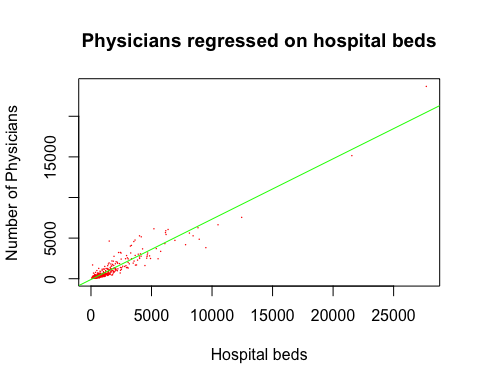 Physicians regressed on hospital beds
Number of Physicians
15000
5000
0
0 5000 10000 15000 20000 25000
Hospital beds